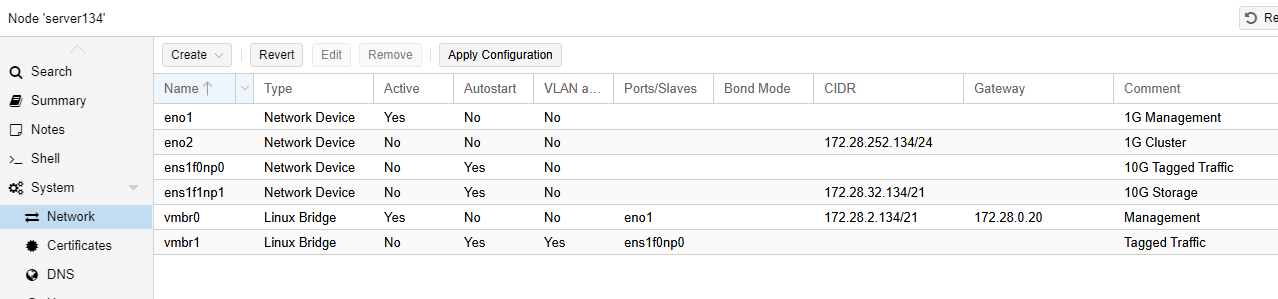 Node 'server134'
Search
Summary
Notes
Shell
System
Network
Certificates
DNS
Create Revert Edit Remove Apply Configuration
Name Type Active Autostart VLAN a... Ports/Slaves Bond Mode CIDR Gateway Comment
eno1 Network Device Yes No No 1G Management
eno2 Network Device No No No 172.28.252.134/24 1G Cluster
ens1f0np0 Network Device No Yes No 10G Tagged Traffic
ens1f1np1 Network Device No Yes No 172.28.32.134/21 10G Storage
vmbr0 Linux Bridge Yes No No eno1 172.28.2.134/21 172.28.0.20 Management
vmbr1 Linux Bridge No Yes Yes ens1f0np0 Tagged Traffic